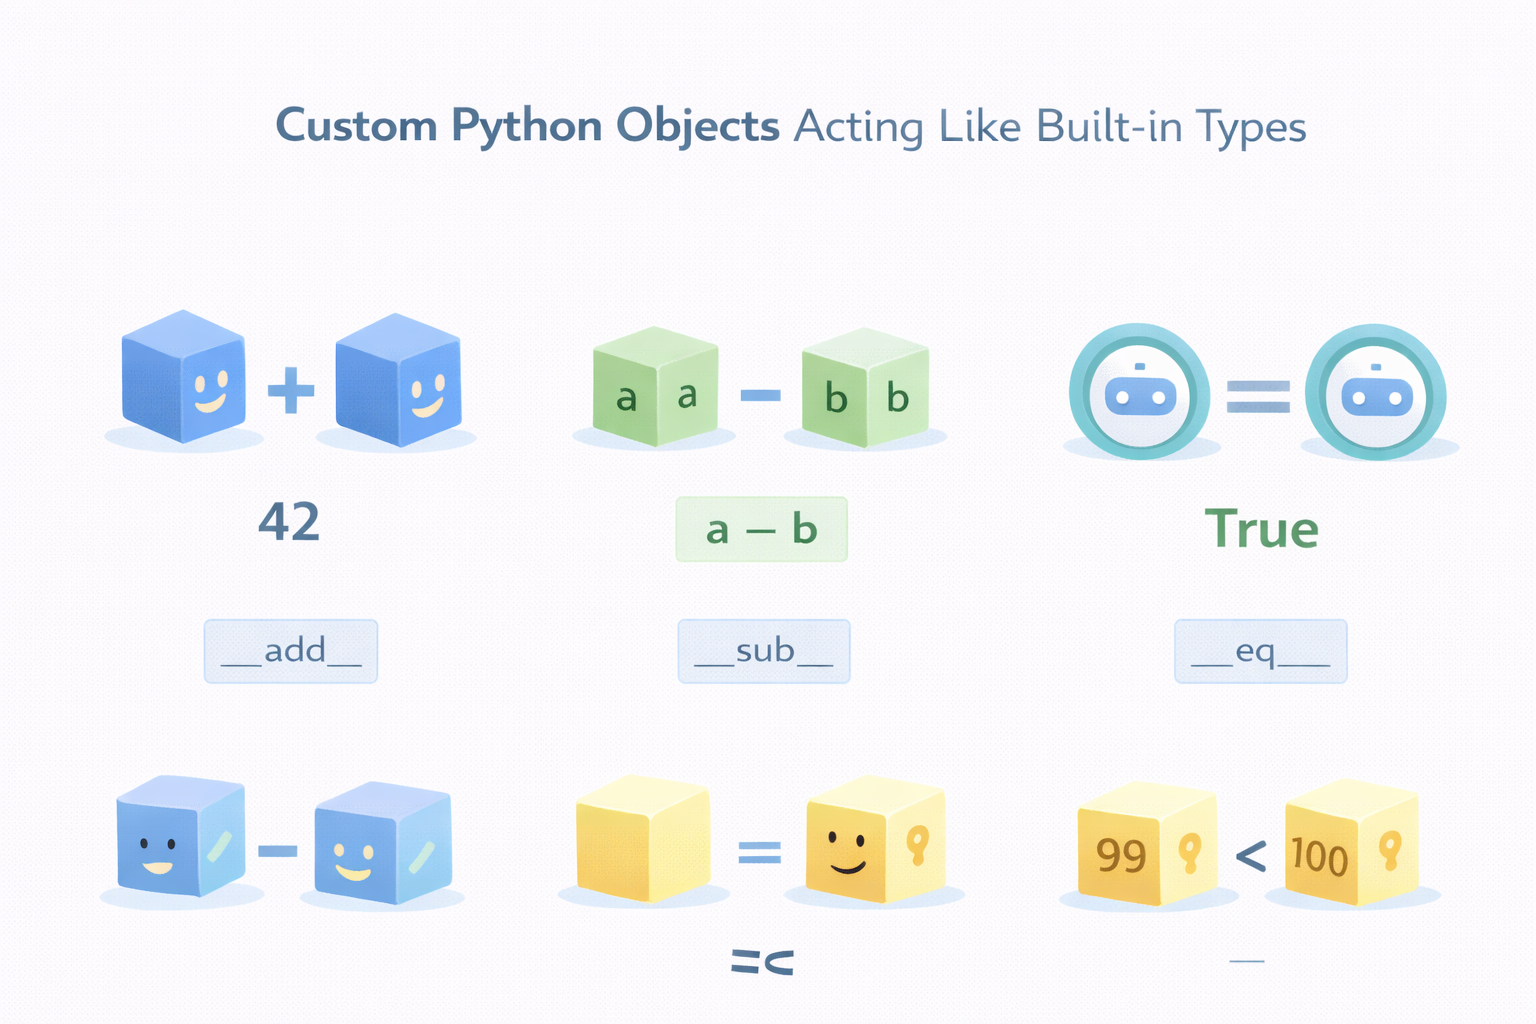 Custom Python Objects Acting Like Built-in Types
+ =
a a − b b
42
a – b
True
__add__
__sub__
__eq__
− = 99 < 100